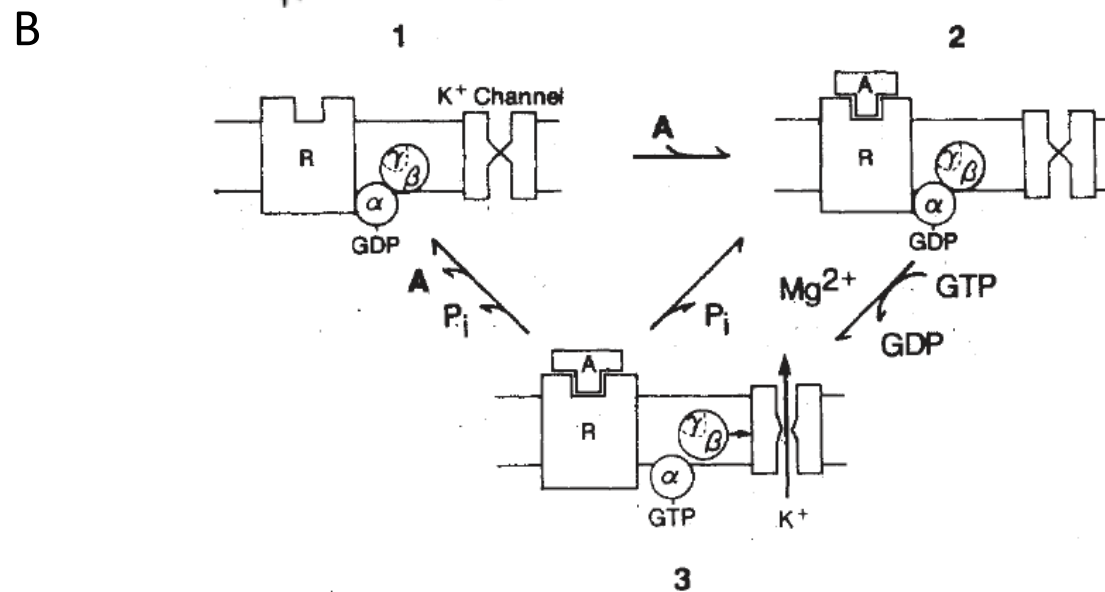 B
1
2
K⁺ Channel
R
γ
β
α
GDP
A
A
R
γ
β
α
GDP
A
Pi
Pi
Mg²⁺
GTP
GDP
A
R
γ
β
α
GTP
K⁺
3